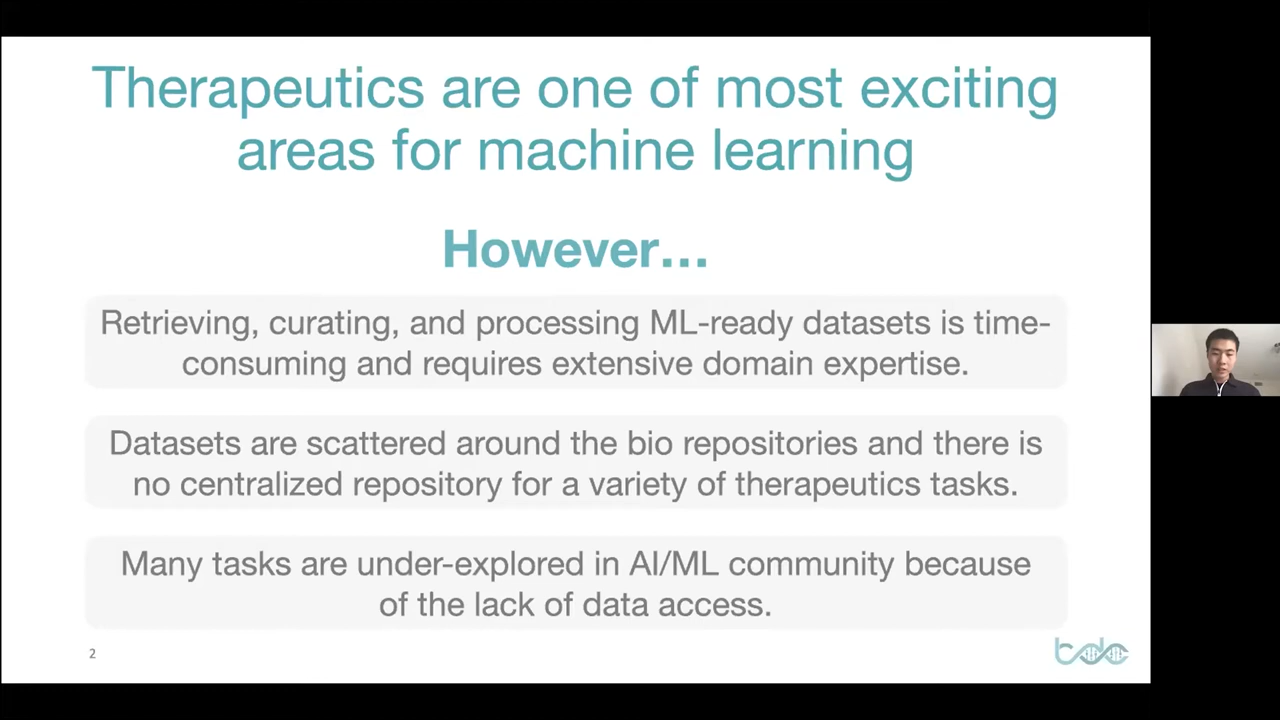 Therapeutics are one of most exciting
areas for machine learning
However...
Retrieving, curating, and processing ML-ready datasets is time-
consuming and requires extensive domain expertise.
Datasets are scattered around the bio repositories and there is
no centralized repository for a variety of therapeutics tasks.
Many tasks are under-explored in AI/ML community because
of the lack of data access.
2
tdc